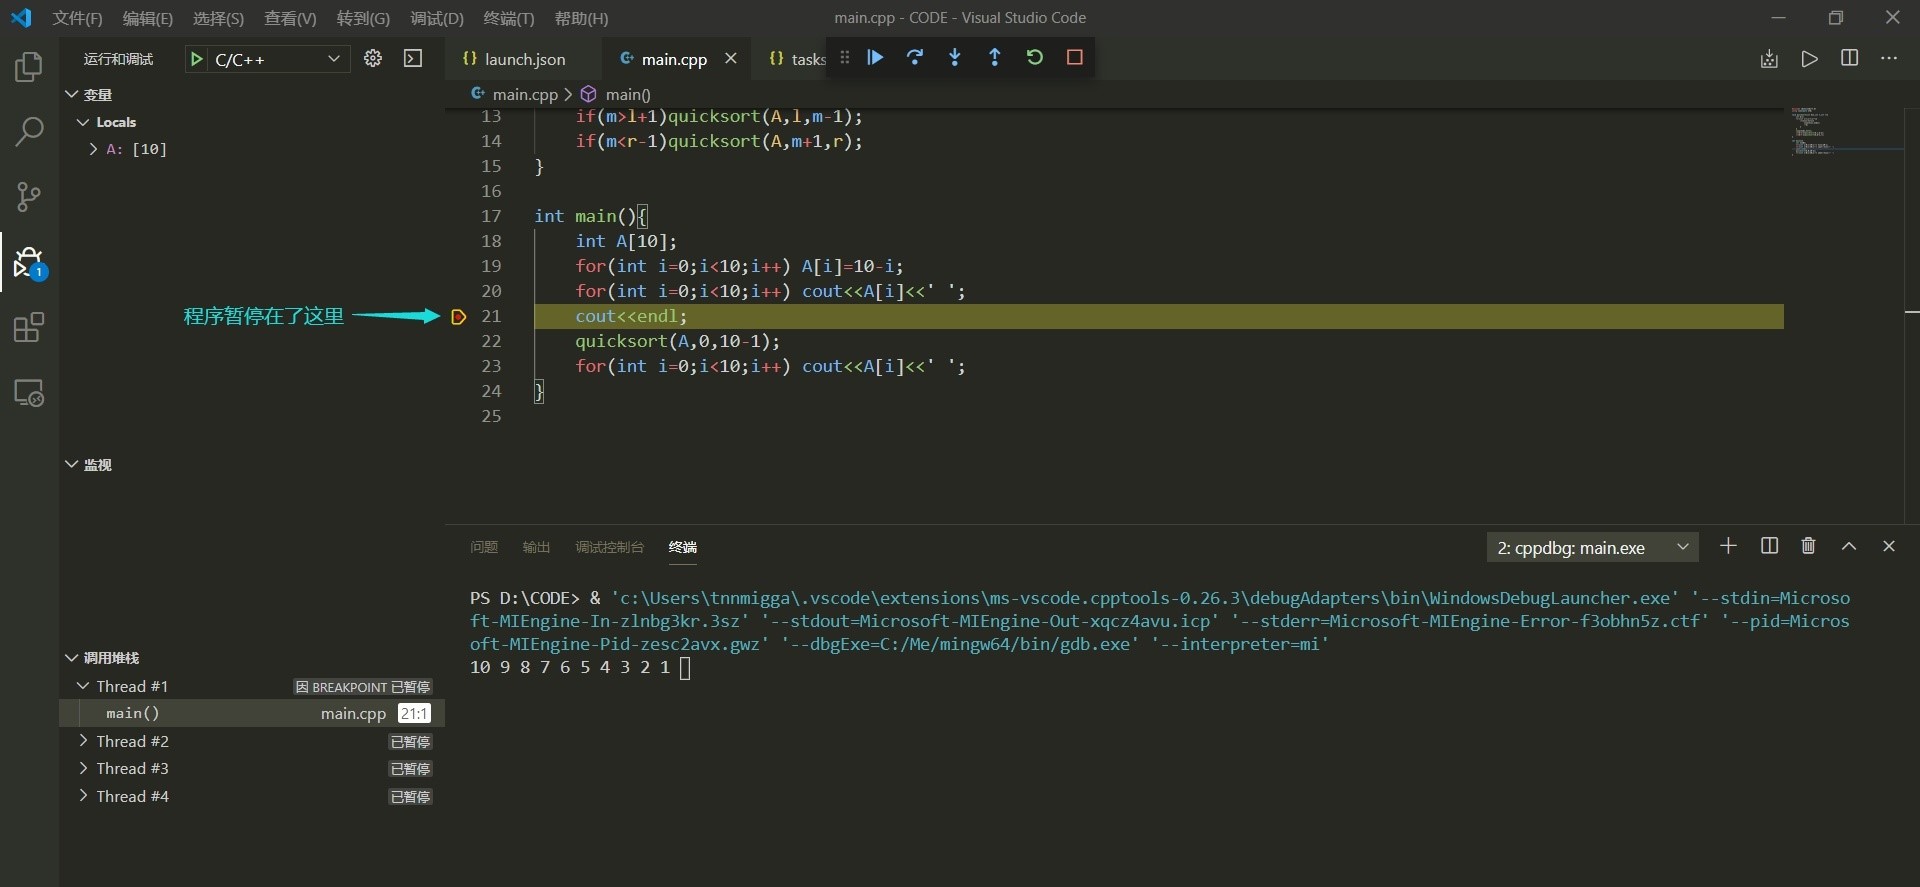 文件(F) 编辑(E) 选择(S) 查看(V) 转到(G) 调试(D) 终端(T) 帮助(H) main.cpp - CODE - Visual Studio Code
运行和调试 C/C++
launch.json main.cpp tasks
main.cpp > main()
变量
Locals
A: [10]
监视
调用堆栈
Thread #1 因 BREAKPOINT 已暂停
main() main.cpp 21:1
Thread #2 已暂停
Thread #3 已暂停
Thread #4 已暂停
1
程序暂停在了这里
13 if(m>l+1)quicksort(A,l,m-1);
14 if(m<r-1)quicksort(A,m+1,r);
15 }
16
17 int main(){
18 int A[10];
19 for(int i=0;i<10;i++) A[i]=10-i;
20 for(int i=0;i<10;i++) cout<<A[i]<<' ';
21 cout<<endl;
22 quicksort(A,0,10-1);
23 for(int i=0;i<10;i++) cout<<A[i]<<' ';
24 }
25
问题 输出 调试控制台 终端 2: cppdbg: main.exe
PS D:\CODE> & 'c:\Users\tnnmigga\.vscode\extensions\ms-vscode.cpptools-0.26.3\debugAdapters\bin\WindowsDebugLauncher.exe' '--stdin=Microso
ft-MIEngine-In-zlnbg3kr.3sz' '--stdout=Microsoft-MIEngine-Out-xqcz4avu.icp' '--stderr=Microsoft-MIEngine-Error-f3obhn5z.ctf' '--pid=Micros
oft-MIEngine-Pid-zesc2avx.gwz' '--dbgExe=C:/Me/mingw64/bin/gdb.exe' '--interpreter=mi'
10 9 8 7 6 5 4 3 2 1